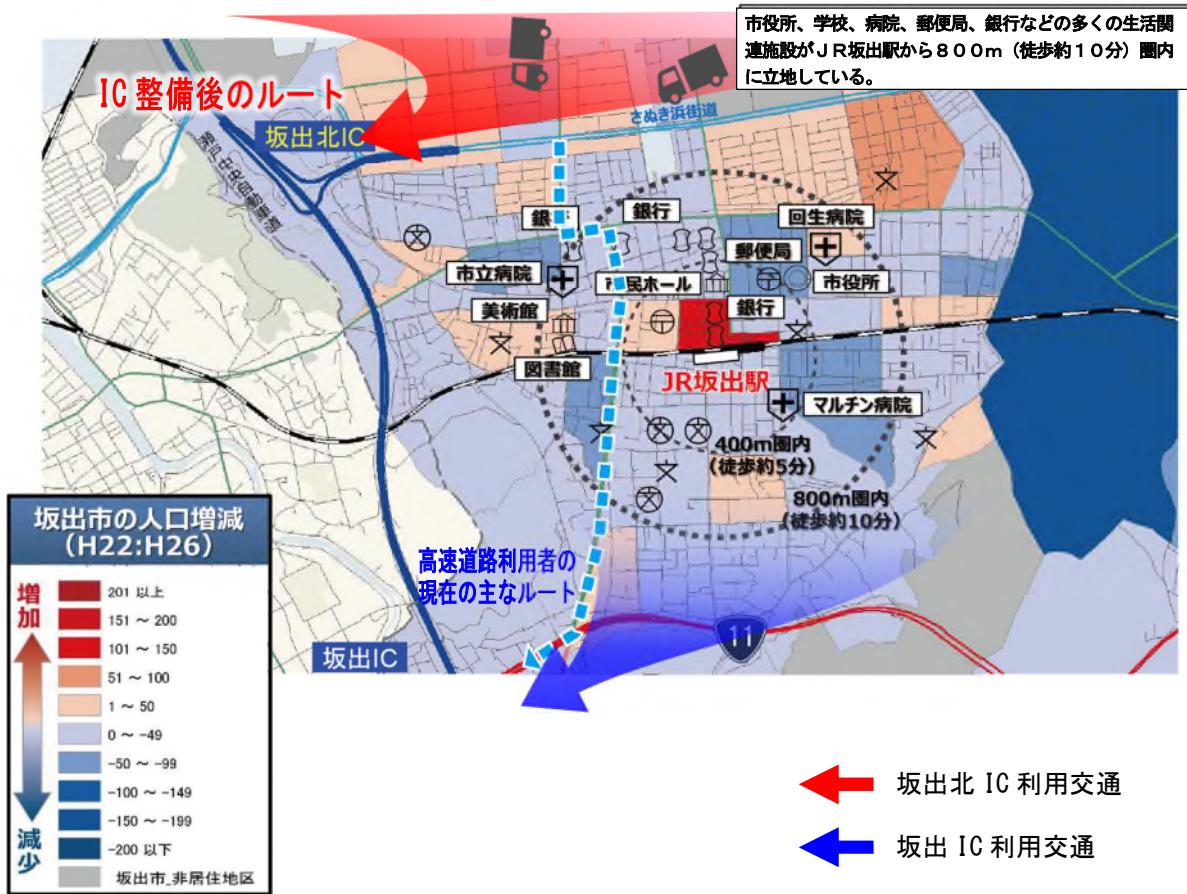 市役所、学校、病院、郵便局、銀行などの多くの生活関
連施設がＪＲ坂出駅から８００ｍ（徒歩約１０分）圏内
に立地している。
IC 整備後のルート
坂出北IC
さぬき浜街道
瀬戸中央自動車道
銀行
銀行
回生病院
郵便局
市立病院
市民ホール
市役所
美術館
銀行
図書館
JR坂出駅
マルチン病院
400m圏内
(徒歩約5分)
800m圏内
(徒歩約10分)
高速道路利用者の
現在の主なルート
坂出IC
11
坂出市の人口増減
(H22:H26)
増加
減少
201 以上
151 ～ 200
101 ～ 150
51 ～ 100
1 ～ 50
0 ～ -49
-50 ～ -99
-100 ～ -149
-150 ～ -199
-200 以下
坂出市_非居住地区
坂出北 IC 利用交通
坂出 IC 利用交通